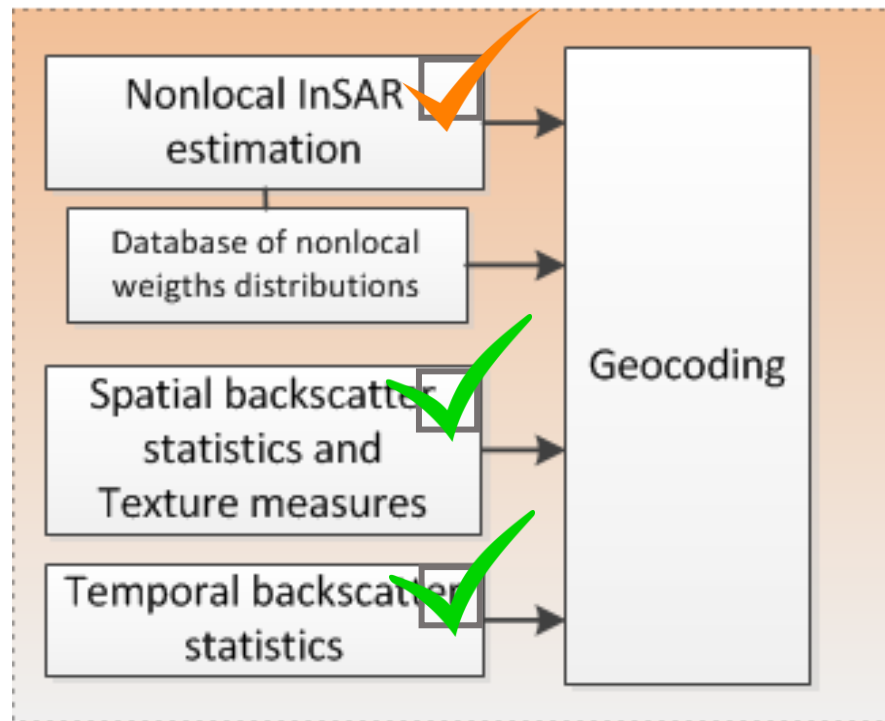 Nonlocal InSAR
estimation
Database of nonlocal
weigths distributions
Spatial backscatter
statistics and
Texture measures
Temporal backscatter
statistics
Geocoding